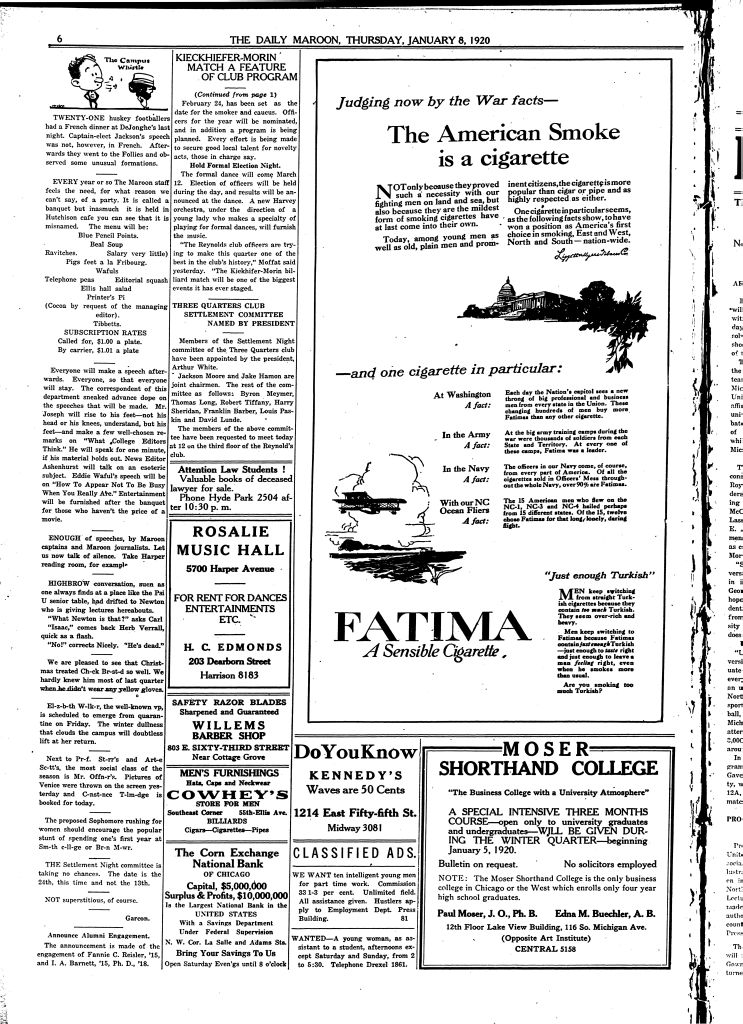 6
THE DAILY MAROON, THURSDAY, JANUARY 8, 1920
The Campus
Whistle
TWENTY-ONE huskey footballers
had a French dinner at DeJonghe's last
night. Captain-elect Jackson's speech
was not, however, in French. After-
wards they went to the Follies and ob-
served some unusual formations.
EVERY year or so The Maroon staff
feels the need, for what reason we
can't say, of a party. It is called a
banquet but inasmuch it is held in
Hutchison cafe you can see that it is
misnamed. The menu will be:
Blue Pencil Points.
Beal Soup
Ravitches. Salary very little)
Pigs feet a la Fribourg.
Wafuls
Telephone peas Editorial squash
Ellis hall salad
Printer's Pi
(Cocoa by request of the managing
editor).
Tibbetts.
SUBSCRIPTION RATES
Called for, $1.00 a plate
By carrier, $1.01 a plate
Everyone will make a speech after-
wards. Everyone, so that everyone
will stay. The correspondent of this
department sneaked advance dope on
the speeches that will be made. Mr.
Joseph will rise to his feet—not his
head or his knees, understand, but his
feet—and make a few well-chosen re-
marks on "What College Editors
Think." He will speak for one minute,
if his material holds out. News Editor
Ashenhurst will talk on an esoteric
subject. Eddie Waful's speech will be
on "How To Appear Not To Be Busy
When You Really Are." Entertainment
will be furnished after the banquet
for those who haven't the price of a
movie.
ENOUGH of speeches, by Maroon
captains and Maroon journalists. Let
us now talk of silence. Take Harper
reading room, for example
HIGHBROW conversation, such as
one always finds at a place like the Psi
U senior table, had drifted to Newton
who is giving lectures hereabouts.
"What Newton is that?" asks Carl
"Isaac," comes back Herb Verrall,
quick as a flash.
"No!" corrects Nicely. "He's dead."
We are pleased to see that Christ-
mas treated Ch-ck Br-st-d so well. We
hardly knew him most of last quarter
when he didn't wear any yellow gloves.
El-z-b-th W-lk-r, the well-known vp,
is scheduled to emerge from quaran-
tine on Friday. The winter dullness
that clouds the campus will doubtless
lift at her return.
Next to Pr-f. St-rr's and Art-e
Sc-tt's, the most social class of the
season is Mr. Offn-r's. Pictures of
Venice were thrown on the screen yes-
terday and C-nst-nce T-lm-dge is
booked for today.
The proposed Sophomore rushing for
women should encourage the popular
stunt of spending one's first year at
Sm-th c-ll-ge or Br-n M-wr.
THE Settlement Night committee is
taking no chances. The date is the
24th, this time and not the 13th.
NOT superstitious, of course.
Garcon.
Announce Alumni Engagement.
The announcement is made of the
engagement of Fannie C. Reisler, '15,
and I. A. Barnett, '15, Ph. D., '18.
KIECKHIEFER-MORIN
MATCH A FEATURE
OF CLUB PROGRAM
(Continued from page 1)
February 24, has been set as the
date for the smoker and caucus. Offi-
cers for the year will be nominated,
and in addition a program is being
planned. Every effort is being made
to secure good local talent for novelty
acts, those in charge say.
Hold Formal Election Night.
The formal dance will come March
12. Election of officers will be held
during the day, and results will be an-
nounced at the dance. A new Harvey
orchestra, under the direction of a
young lady who makes a specialty of
playing for formal dances, will furnish
the music.
"The Reynolds club officers are try-
ing to make this quarter one of the
best in the club's history," Moffat said
yesterday. "The Kiekhifer-Morin bil-
liard match will be one of the biggest
events it has ever staged.
THREE QUARTERS CLUB
SETTLEMENT COMMITTEE
NAMED BY PRESIDENT
Members of the Settlement Night
committee of the Three Quarters club
have been appointed by the president,
Arthur White.
Jackson Moore and Jake Hamon are
joint chairmen. The rest of the com-
mittee as follows: Byron Meymer,
Thomas Long, Robert Tiffany, Harry
Sheridan, Franklin Barber, Louis Pas-
kin and David Lunde.
The members of the above commit-
tee have been requested to meet today
at 12 on the third floor of the Reynold's
club.
Attention Law Students !
Valuable books of deceased
lawyer for sale.
Phone Hyde Park 2504 af-
ter 10:30 p. m.
ROSALIE
MUSIC HALL
5700 Harper Avenue
FOR RENT FOR DANCES
ENTERTAINMENTS
ETC.
H. C. EDMONDS
203 Dearborn Street
Harrison 8183
SAFETY RAZOR BLADES
Sharpened and Guaranteed
WILLEMS
BARBER SHOP
803 E. SIXTY-THIRD STREET
Near Cottage Grove
MEN'S FURNISHINGS
Hats, Caps and Neckwear
COWHEY'S
STORE FOR MEN
Southeast Corner 55th-Ellis Ave.
BILLIARDS
Cigars—Cigarettes—Pipes
The Corn Exchange
National Bank
OF CHICAGO
Capital, $5,000,000
Surplus & Profits, $10,000,000
Is the Largest National Bank in the
UNITED STATES
With a Savings Department
Under Federal Supervision
N. W. Cor. La Salle and Adams Sts.
Bring Your Savings To Us
Open Saturday Even'gs until 8 o'clock
Judging now by the War facts—
The American Smoke
is a cigarette
NOT only because they proved
such a necessity with our
fighting men on land and sea, but
also because they are the mildest
form of smoking cigarettes have
at last come into their own.
Today, among young men as
well as old, plain men and prom-
inent citizens, the cigarette is more
popular than cigar or pipe and as
highly respected as either.
One cigarette in particular seems,
as the following facts show, to have
won a position as America's first
choice in smoking, East and West,
North and South—nation-wide.
Liggett & Myers Tobacco Co.
—and one cigarette in particular:
At Washington
A fact:
Each day the Nation's capitol sees a new
throng of big professional and business
men from every state in the Union. These
changing hundreds of men buy more
Fatimas than any other cigarette.
In the Army
A fact:
At the big army training camps during the
war were thousands of soldiers from each
State and Territory. At every one of
these camps, Fatima was a leader.
In the Navy
A fact:
The officers in our Navy come, of course,
from every part of America. Of all the
cigarettes sold in Officers' Mess through-
out the whole Navy, over 90% are Fatimas.
With our NC
Ocean Fliers
A fact:
The 15 American men who flew on the
NC-1, NC-3 and NC-4 hailed perhaps
from 15 different states. Of the 15, twelve
chose Fatimas for that long, lonely, daring
flight.
"Just enough Turkish"
MEN keep switching
from straight Turk-
ish cigarettes because they
contain too much Turkish.
They seem over-rich and
heavy.
Men keep switching to
Fatimas because Fatimas
contain just enough Turkish
—just enough to taste right
and just enough to leave a
man feeling right, even
when he smokes more
than usual.
Are you smoking too
much Turkish?
FATIMA
A Sensible Cigarette
Do You Know
KENNEDY'S
Waves are 50 Cents
1214 East Fifty-fifth St.
Midway 3081
CLASSIFIED ADS.
WE WANT ten intelligent young men
for part time work. Commission
33 1-3 per cent. Unlimited field.
All assistance given. Hustlers ap-
ply to Employment Dept. Press
Building. 81
WANTED—A young woman, as as-
sistant to a student, afternoons ex-
cept Saturday and Sunday, from 2
to 5:30. Telephone Drexel 1861.
MOSER
SHORTHAND COLLEGE
"The Business College with a University Atmosphere"
A SPECIAL INTENSIVE THREE MONTHS
COURSE—open only to university graduates
and undergraduates—WILL BE GIVEN DUR-
ING THE WINTER QUARTER—beginning
January 5, 1920.
Bulletin on request. No solicitors employed
NOTE: The Moser Shorthand College is the only business
college in Chicago or the West which enrolls only four year
high school graduates.
Paul Moser, J. O., Ph. B. Edna M. Buechler, A. B.
12th Floor Lake View Building, 116 So. Michigan Ave.
(Opposite Art Institute)
CENTRAL 5158